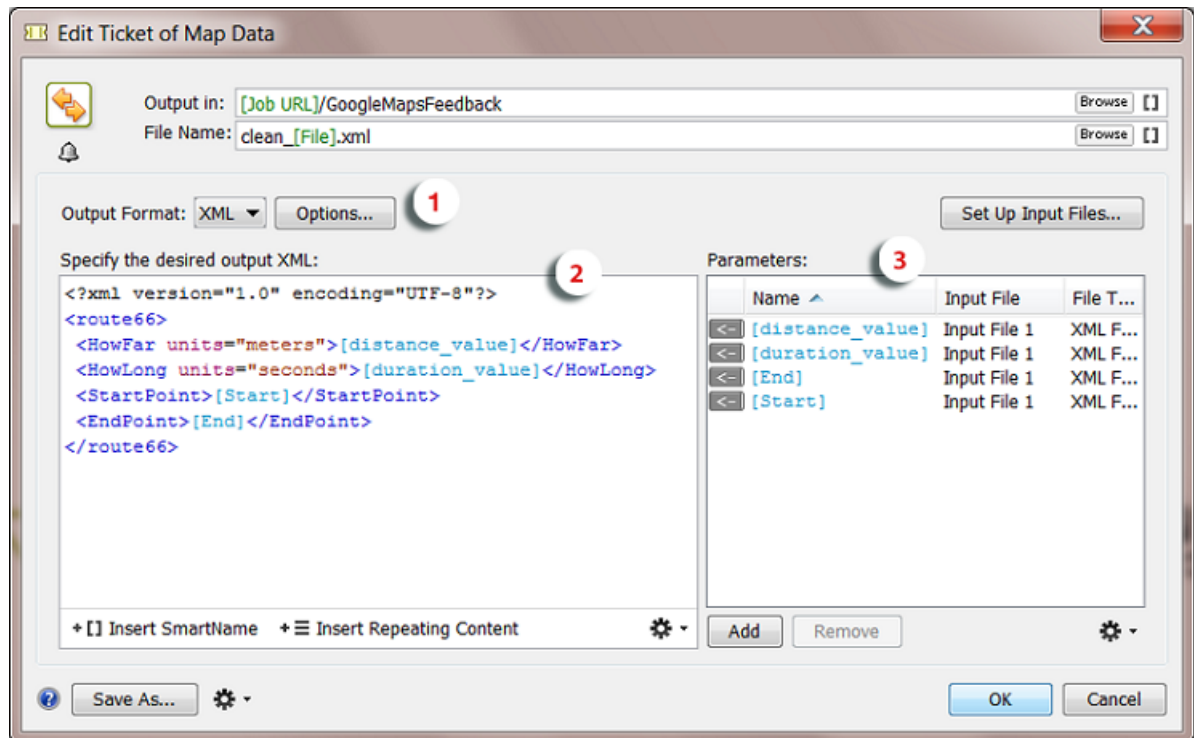 Edit Ticket of Map Data
Output in: [Job URL]/GoogleMapsFeedback Browse []
File Name: clean_[File].xml Browse []
Output Format: XML Options... 1 Set Up Input Files...
Specify the desired output XML: 2
<?xml version="1.0" encoding="UTF-8"?>
<route66>
<HowFar units="meters">[distance_value]</HowFar>
<HowLong units="seconds">[duration_value]</HowLong>
<StartPoint>[Start]</StartPoint>
<EndPoint>[End]</EndPoint>
</route66>
+[] Insert SmartName +☰ Insert Repeating Content
Parameters: 3
Name Input File File T...
<- [distance_value] Input File 1 XML F...
<- [duration_value] Input File 1 XML F...
<- [End] Input File 1 XML F...
<- [Start] Input File 1 XML F...
Add Remove
? Save As... OK Cancel